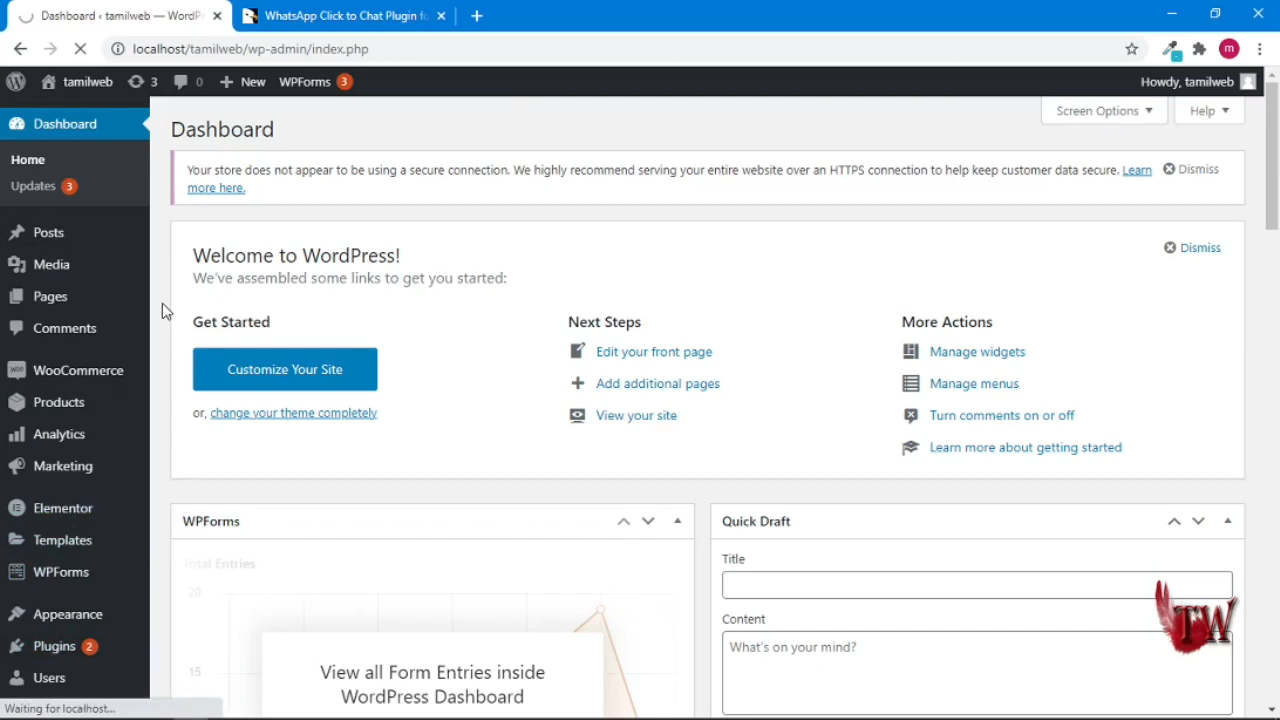 Dashboard ‹ tamilweb — WordPr
WhatsApp Click to Chat Plugin fo
localhost/tamilweb/wp-admin/index.php
m
tamilweb
3
0
New
WPForms 3
Howdy, tamilweb
Dashboard
Home
Updates 3
Posts
Media
Pages
Comments
WooCommerce
Products
Analytics
Marketing
Elementor
Templates
WPForms
Appearance
Plugins 2
Users
Waiting for localhost...
Screen Options
Help
Dashboard
Your store does not appear to be using a secure connection. We highly recommend serving your entire website over an HTTPS connection to help keep customer data secure. Learn
more here.
Dismiss
Welcome to WordPress!
We've assembled some links to get you started:
Dismiss
Get Started
Customize Your Site
or, change your theme completely
Next Steps
Edit your front page
Add additional pages
View your site
More Actions
Manage widgets
Manage menus
Turn comments on or off
Learn more about getting started
WPForms
Total Entries
20
15
View all Form Entries inside
WordPress Dashboard
Quick Draft
Title
Content
What's on your mind?
TW